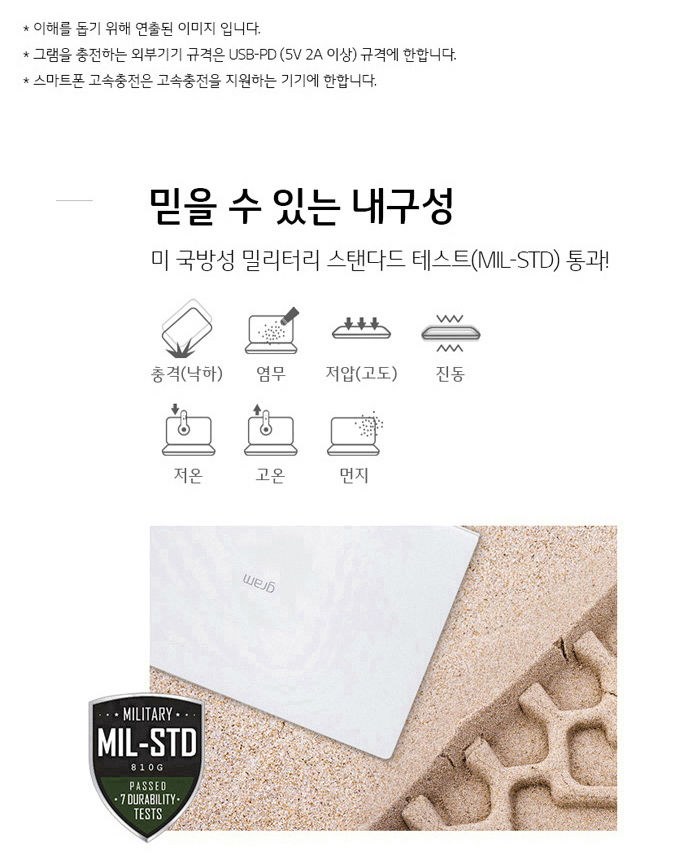 * 이해를 돕기 위해 연출된 이미지 입니다.
* 그램을 충전하는 외부기기 규격은 USB-PD (5V 2A 이상) 규격에 한합니다.
* 스마트폰 고속충전은 고속충전을 지원하는 기기에 한합니다.
믿을 수 있는 내구성
미 국방성 밀리터리 스탠다드 테스트(MIL-STD) 통과!
충격(낙하) 염무 저압(고도) 진동
저온 고온 먼지
gram
MILITARY
MIL-STD
810G
PASSED
7 DURABILITY
TESTS